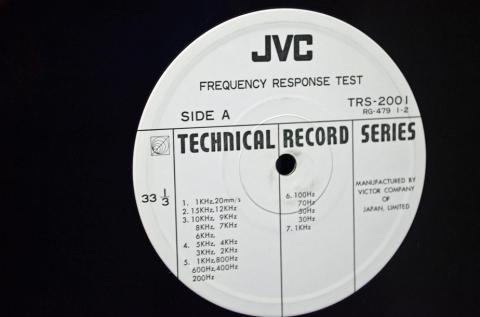 JVC
FREQUENCY RESPONSE TEST
SIDE A
TRS-2001
RG-479 1-2
TECHNICAL RECORD SERIES
33 1/3
1. 1KHz,20mm/s
2. 15KHz,12KHz
3. 10KHz, 9KHz
8KHz, 7KHz
6KHz,
4. 5KHz, 4KHz
3KHz, 2KHz
5. 1KHz,800Hz
600Hz,400Hz
200Hz
6. 100Hz
70Hz
50Hz
30Hz
7. 1KHz
MANUFACTURED BY
VICTOR COMPANY
OF
JAPAN, LIMITED